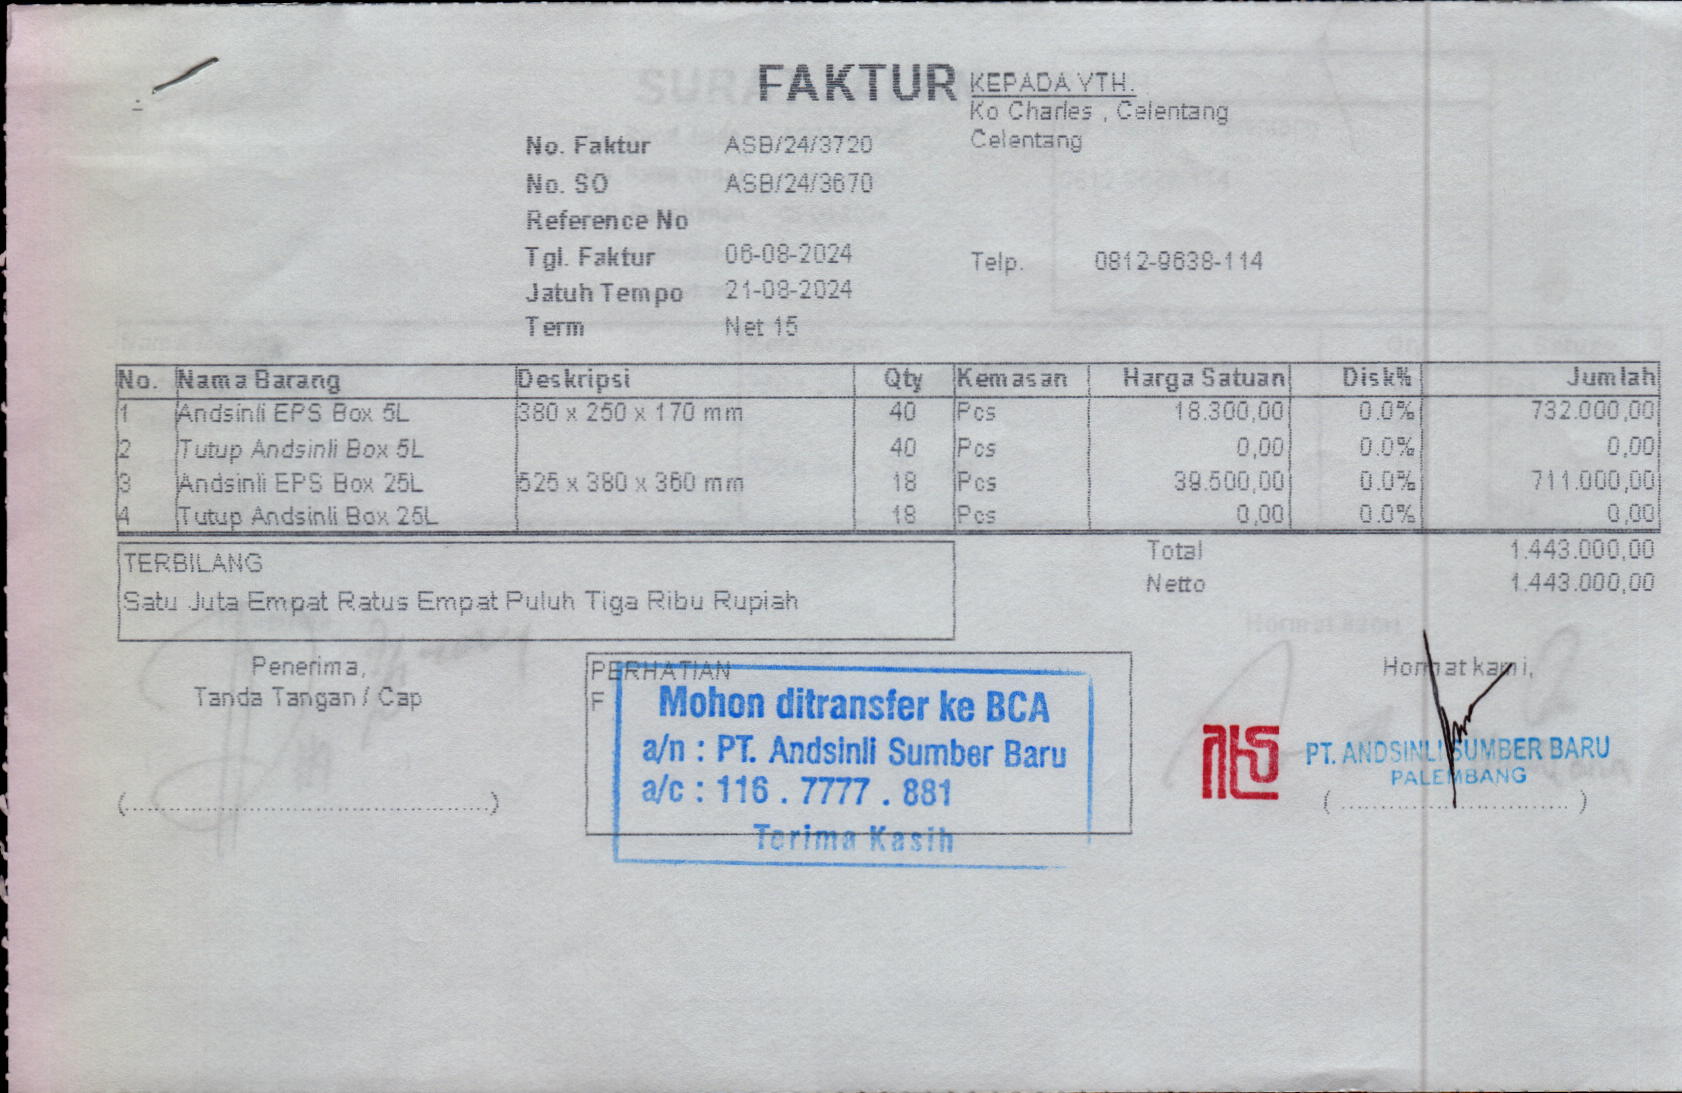 FAKTUR
KEPADA YTH.
Ko Charles , Celentang
Celentang
No. Faktur ASB/24/3720
No. SO ASB/24/3670
Reference No
Tgl. Faktur 06-08-2024
Telp. 0812-9638-114
Jatuh Tempo 21-08-2024
Term Net 15
No. Nama Barang Deskripsi Qty Kemasan Harga Satuan Disk% Jumlah
1 Andsinli EPS Box 5L 380 x 250 x 170 mm 40 Pcs 18.300,00 0.0% 732.000,00
2 Tutup Andsinli Box 5L 40 Pcs 0,00 0.0% 0,00
3 Andsinli EPS Box 25L 525 x 380 x 360 mm 18 Pcs 39.500,00 0.0% 711.000,00
4 Tutup Andsinli Box 25L 18 Pcs 0,00 0.0% 0,00
TERBILANG
Satu Juta Empat Ratus Empat Puluh Tiga Ribu Rupiah
Total 1.443.000,00
Netto 1.443.000,00
Penerima,
Tanda Tangan / Cap
(............................................)
PERHATIAN
F
Mohon ditransfer ke BCA
a/n : PT. Andsinli Sumber Baru
a/c : 116 . 7777 . 881
Terima Kasih
Hormat kami,
PT. ANDSINLI SUMBER BARU
PALEMBANG
( ............................ )